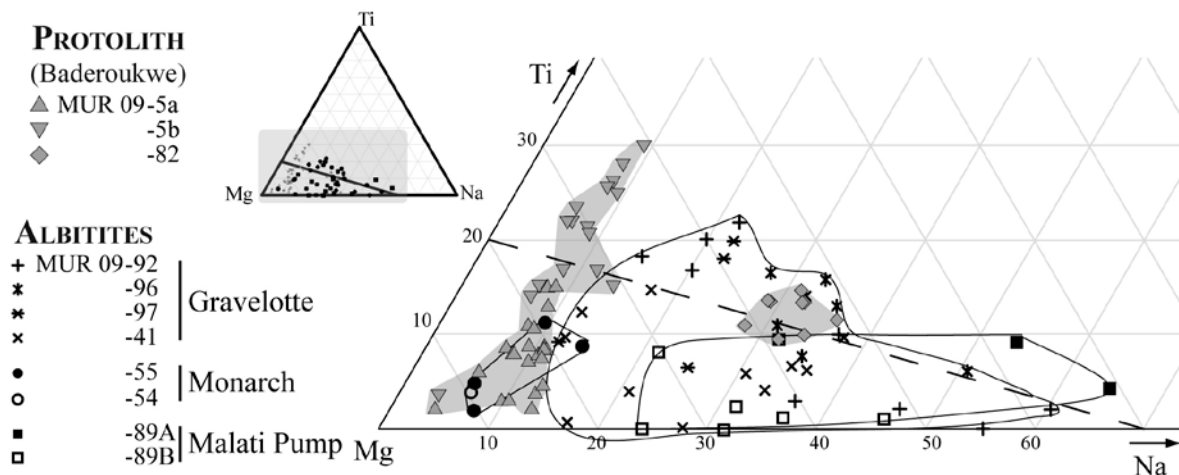 PROTOLITH
(Baderoukwe)
MUR 09-5a
-5b
-82
ALBITITES
MUR 09-92
-96
-97
-41
Gravelotte
-55
-54
Monarch
-89A
-89B
Malati Pump
Ti
Mg
Na
Ti
30
20
10
Mg
10
20
30
40
50
60
Na